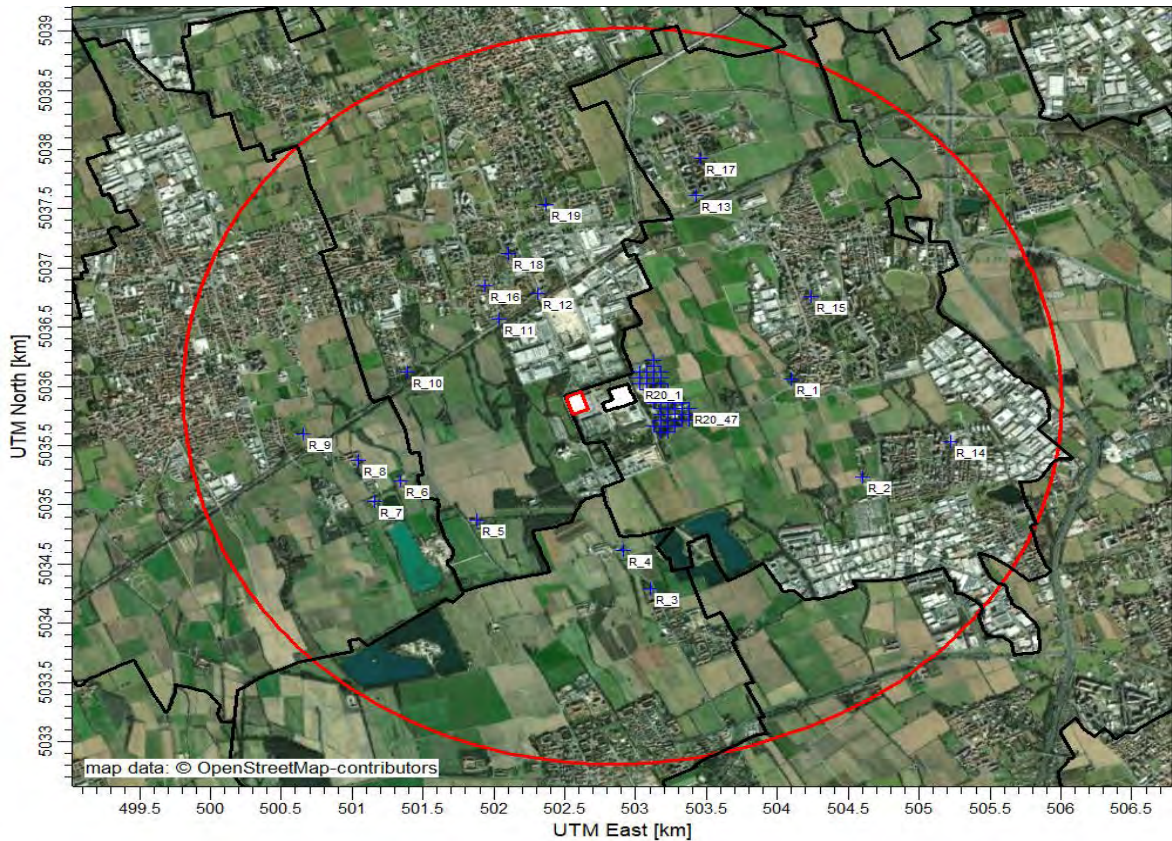 5039
5038.5
5038
5037.5
5037
5036.5
5036
5035.5
5035
5034.5
5034
5033.5
5033
UTM North [km]
R_17
R_13
R_19
R_18
R_16
R_12
R_15
R_11
R_10
R_1
R20_1
R20_47
R_9
R_14
R_8
R_6
R_2
R_7
R_5
R_4
R_3
map data: © OpenStreetMap-contributors
499.5 500 500.5 501 501.5 502 502.5 503 503.5 504 504.5 505 505.5 506 506.5
UTM East [km]